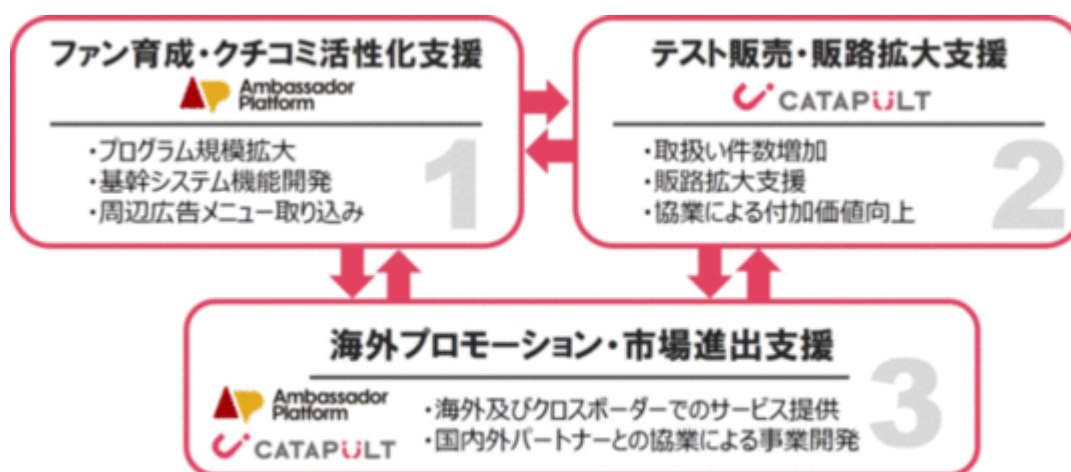 ファン育成・クチコミ活性化支援
Ambassador
Platform
・プログラム規模拡大
・基幹システム機能開発
・周辺広告メニュー取り込み
1
テスト販売・販路拡大支援
CATAPULT
・取扱い件数増加
・販路拡大支援
・協業による付加価値向上
2
海外プロモーション・市場進出支援
Ambassador
Platform
CATAPULT
・海外及びクロスボーダーでのサービス提供
・国内外パートナーとの協業による事業開発
3